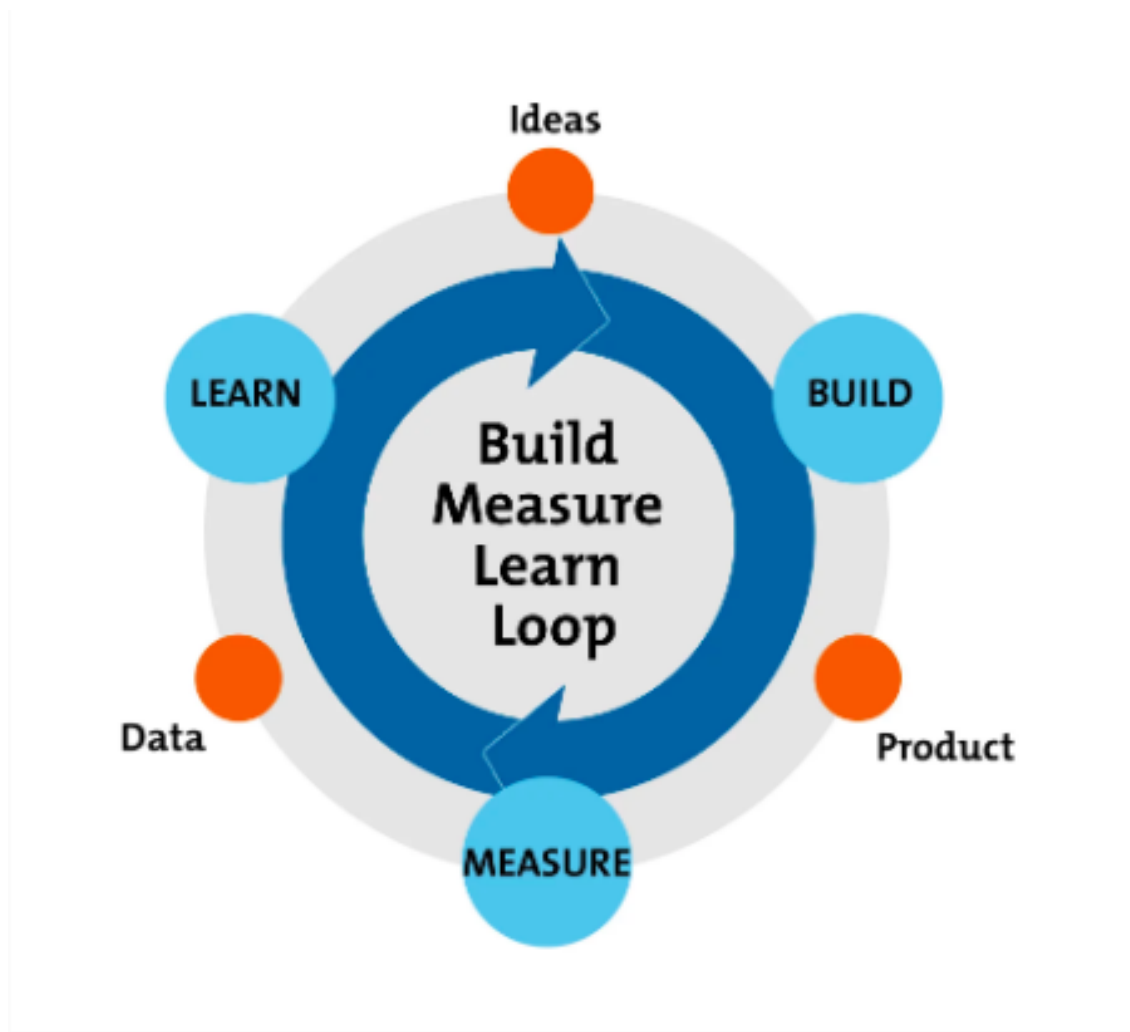 Ideas
LEARN
BUILD
Build
Measure
Learn
Loop
Data
Product
MEASURE